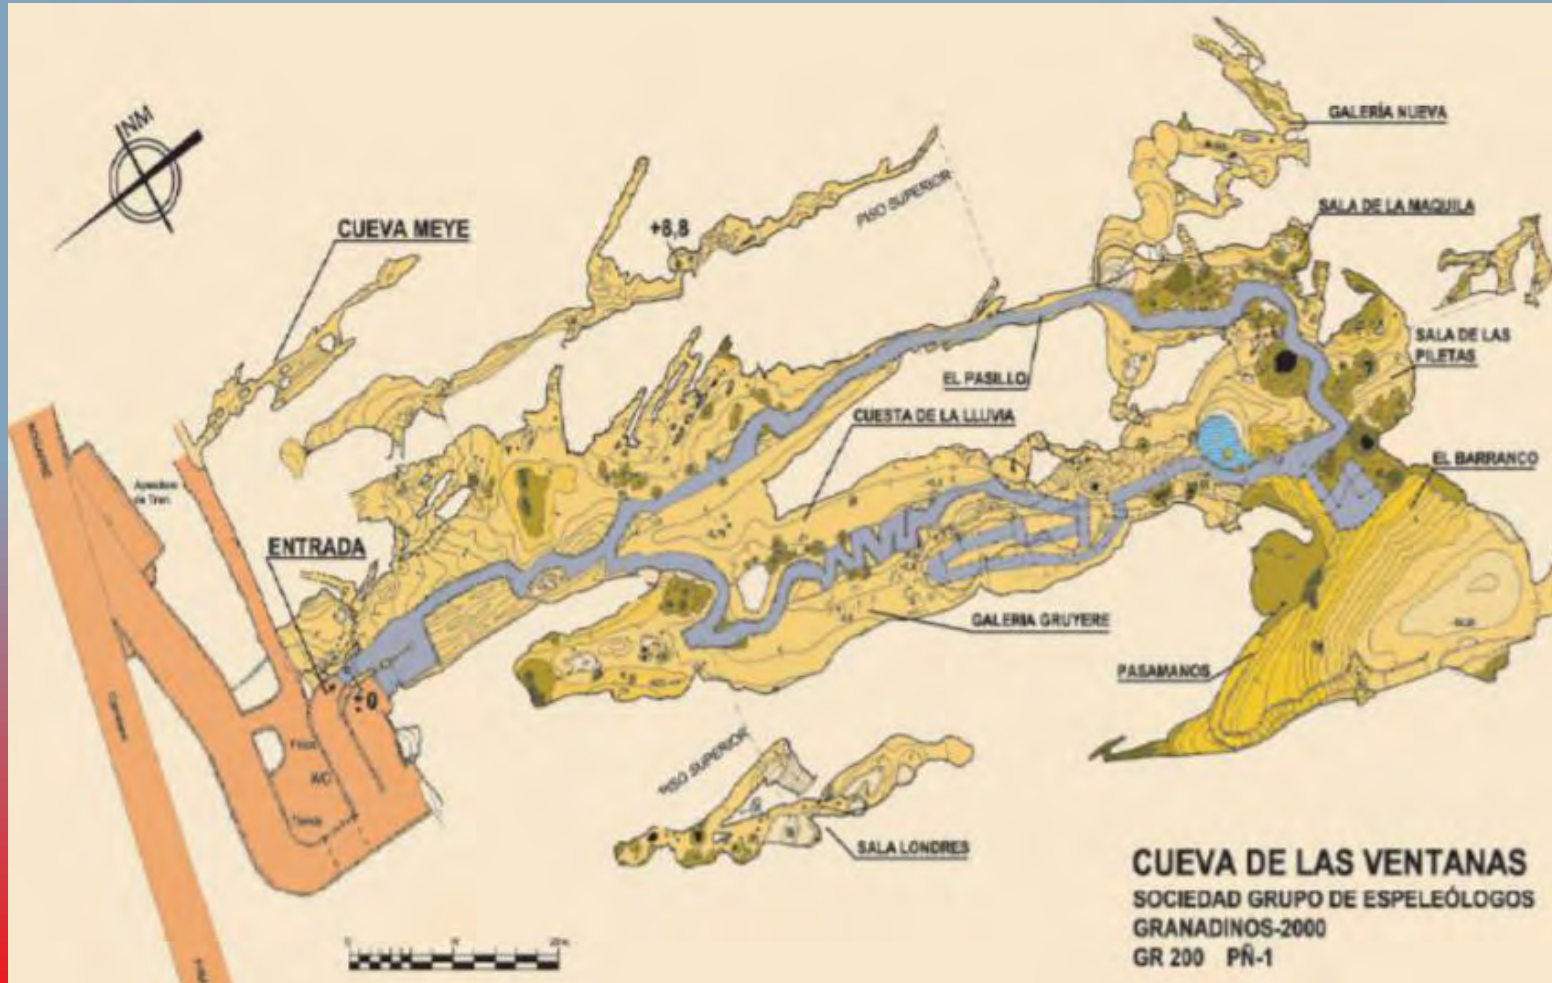 NM
CUEVA MEYE
+8,8
PISO SUPERIOR
GALERÍA NUEVA
SALA DE LA MAQUILA
SALA DE LAS
PILETAS
EL PASILLO
CUESTA DE LA LLUVIA
EL BARRANCO
ENTRADA
±0
GALERIA GRUYERE
PASAMANOS
PISO SUPERIOR
SALA LONDRES
CUEVA DE LAS VENTANAS
SOCIEDAD GRUPO DE ESPELEÓLOGOS
GRANADINOS-2000
GR 200 PÑ-1